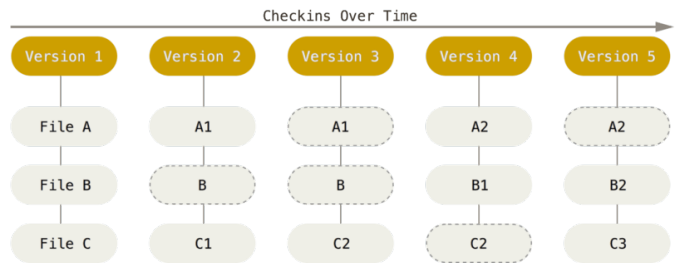 Checkins Over Time
Version 1 Version 2 Version 3 Version 4 Version 5
File A A1 A1 A2 A2
File B B B B1 B2
File C C1 C2 C2 C3